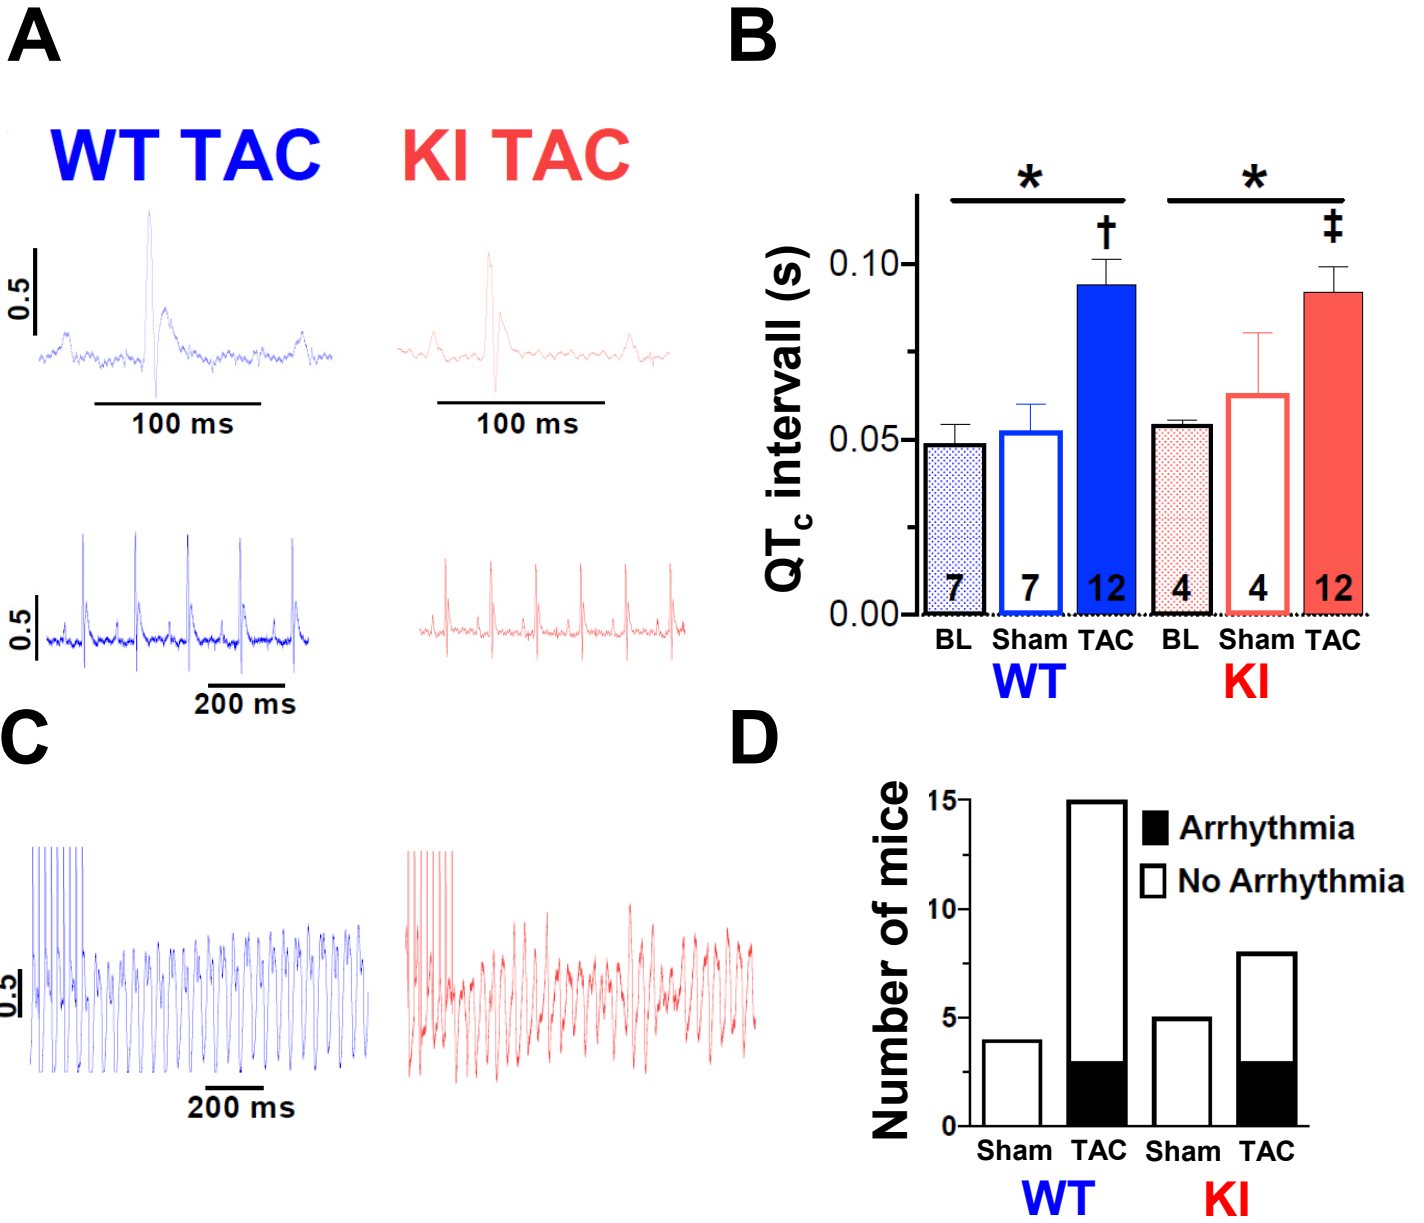 A
WT TAC
KI TAC
0.5
100 ms
100 ms
0.5
200 ms
B
QTc intervall (s)
0.10
0.05
0.00
*
*
†
‡
7
7
12
4
4
12
BL Sham TAC BL Sham TAC
WT KI
C
0.5
200 ms
D
Number of mice
15
10
5
0
Arrhythmia
No Arrhythmia
Sham TAC Sham TAC
WT KI